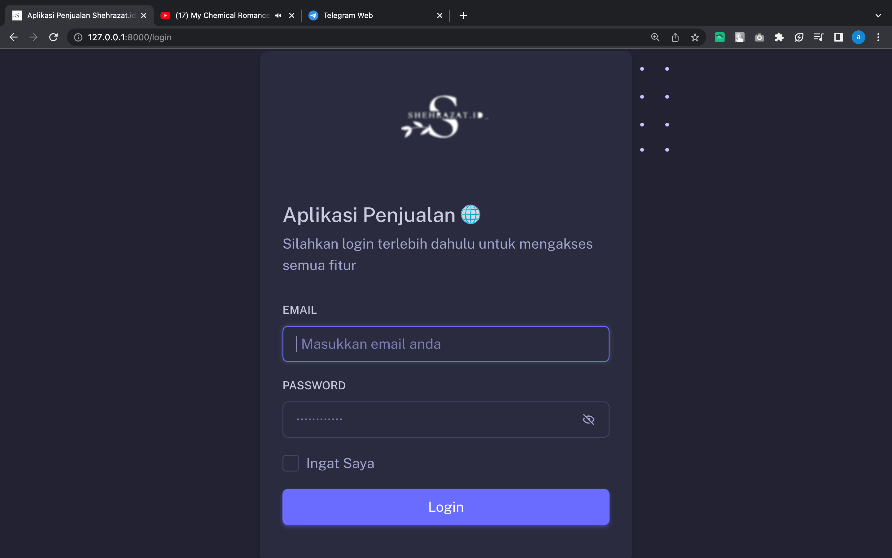 Aplikasi Penjualan Shehrazat.id
(17) My Chemical Romance
Telegram Web
127.0.0.1:8000/login
a
SHEHRAZAT.ID
S
Aplikasi Penjualan
Silahkan login terlebih dahulu untuk mengakses
semua fitur
EMAIL
Masukkan email anda
PASSWORD
············
Ingat Saya
Login